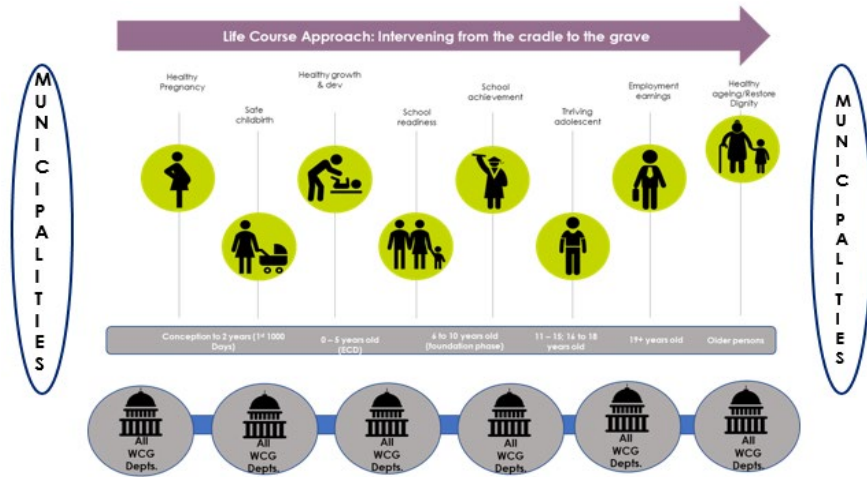 Life Course Approach: Intervening from the cradle to the grave
MUNICIPALITIES
Healthy
Pregnancy
Safe
childbirth
Healthy growth
& dev
School
readiness
School
achievement
Thriving
adolescent
Employment
earnings
Healthy
ageing/Restore
Dignity
MUNICIPALITIES
Conception to 2 years (1st 1000
Days)
0 – 5 years old
(ECD)
6 to 10 years old
(foundation phase)
11 – 15; 16 to 18
years old
19+ years old
Older persons
All
WCG
Depts.
All
WCG
Depts.
All
WCG
Depts.
All
WCG
Depts.
All
WCG
Depts.
All
WCG
Depts.